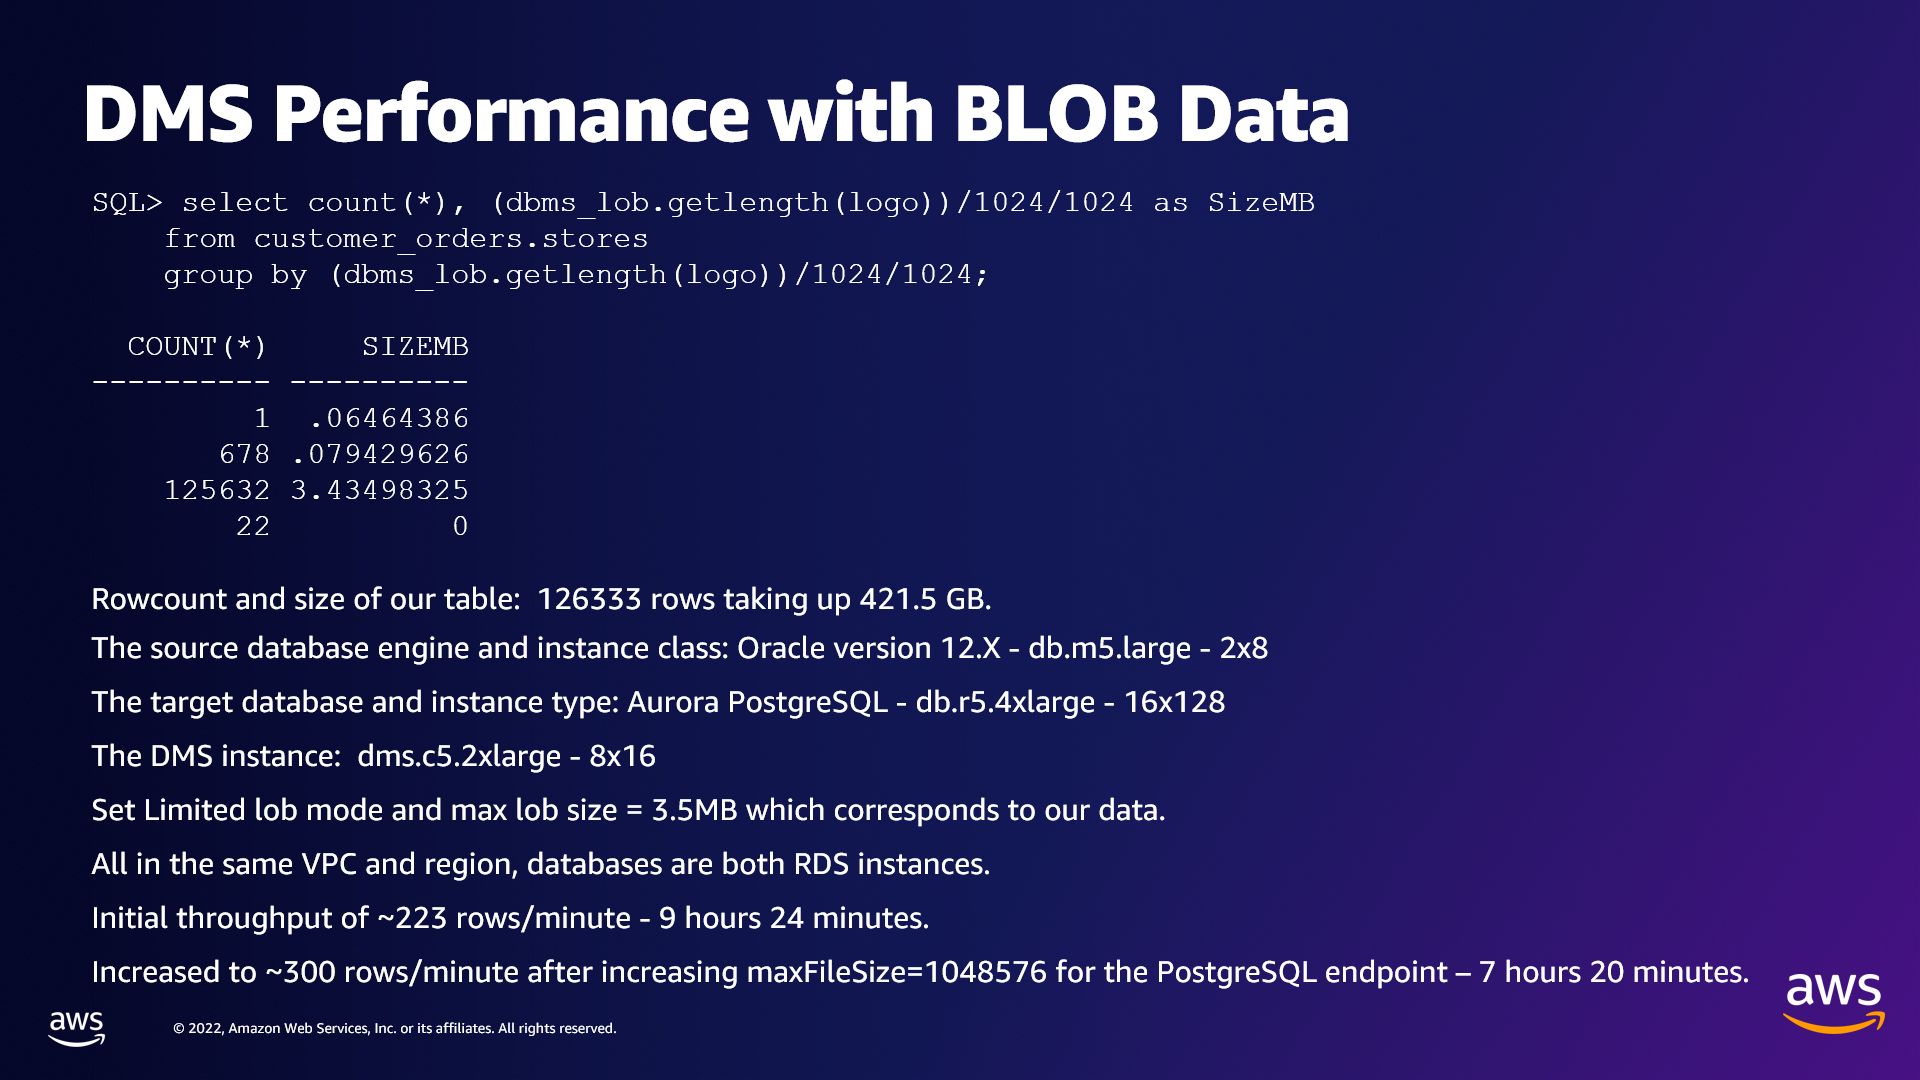 DMS Performance with BLOB Data
SQL> select count(*), (dbms_lob.getlength(logo))/1024/1024 as SizeMB
from customer_orders.stores
group by (dbms_lob.getlength(logo))/1024/1024;
COUNT(*) SIZEMB
---------- ----------
1 .06464386
678 .079429626
125632 3.43498325
22 0
Rowcount and size of our table: 126333 rows taking up 421.5 GB.
The source database engine and instance class: Oracle version 12.X - db.m5.large - 2x8
The target database and instance type: Aurora PostgreSQL - db.r5.4xlarge - 16x128
The DMS instance: dms.c5.2xlarge - 8x16
Set Limited lob mode and max lob size = 3.5MB which corresponds to our data.
All in the same VPC and region, databases are both RDS instances.
Initial throughput of ~223 rows/minute - 9 hours 24 minutes.
Increased to ~300 rows/minute after increasing maxFileSize=1048576 for the PostgreSQL endpoint – 7 hours 20 minutes.
aws
aws
© 2022, Amazon Web Services, Inc. or its affiliates. All rights reserved.